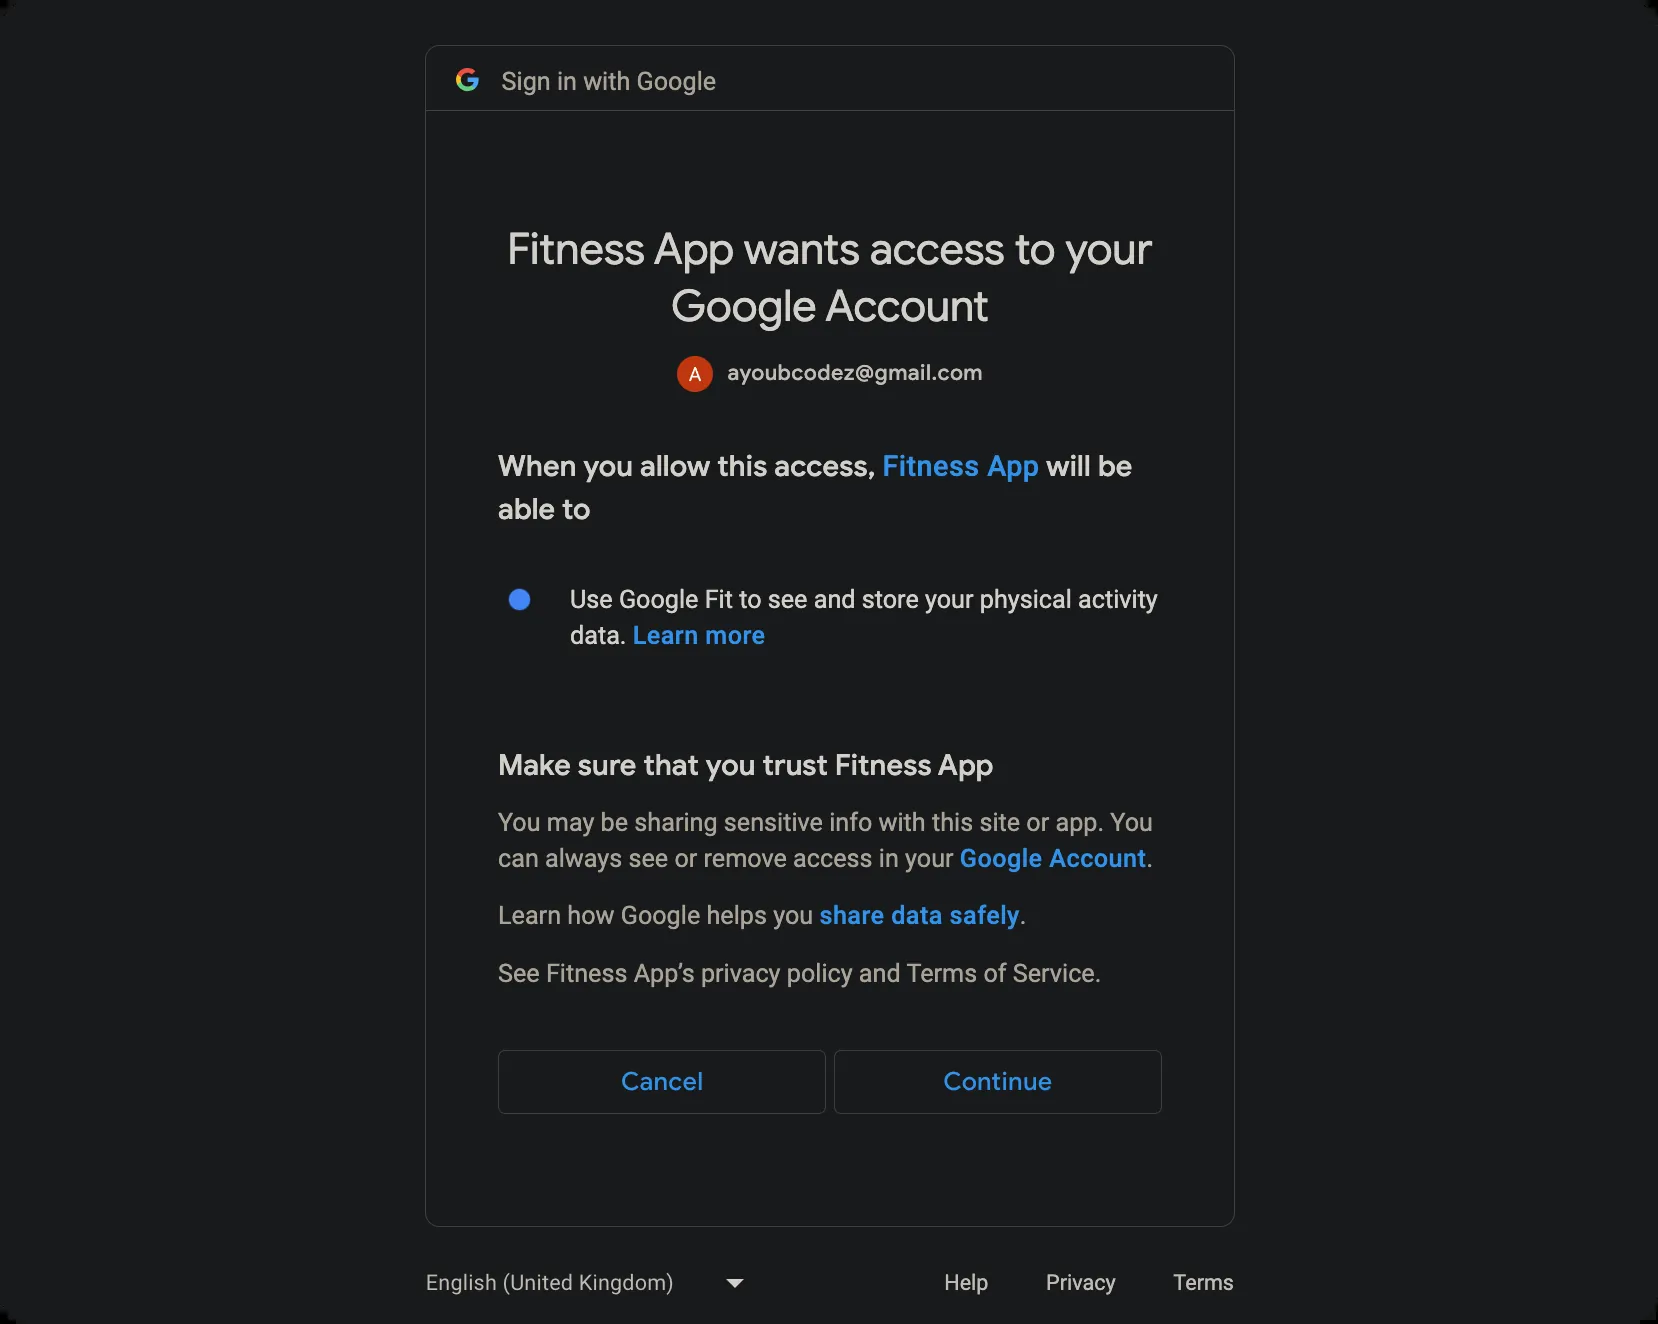 Sign in with Google
Fitness App wants access to your
Google Account
A ayoubcodez@gmail.com
When you allow this access, Fitness App will be
able to
Use Google Fit to see and store your physical activity
data. Learn more
Make sure that you trust Fitness App
You may be sharing sensitive info with this site or app. You
can always see or remove access in your Google Account.
Learn how Google helps you share data safely.
See Fitness App’s privacy policy and Terms of Service.
Cancel Continue
English (United Kingdom) Help Privacy Terms